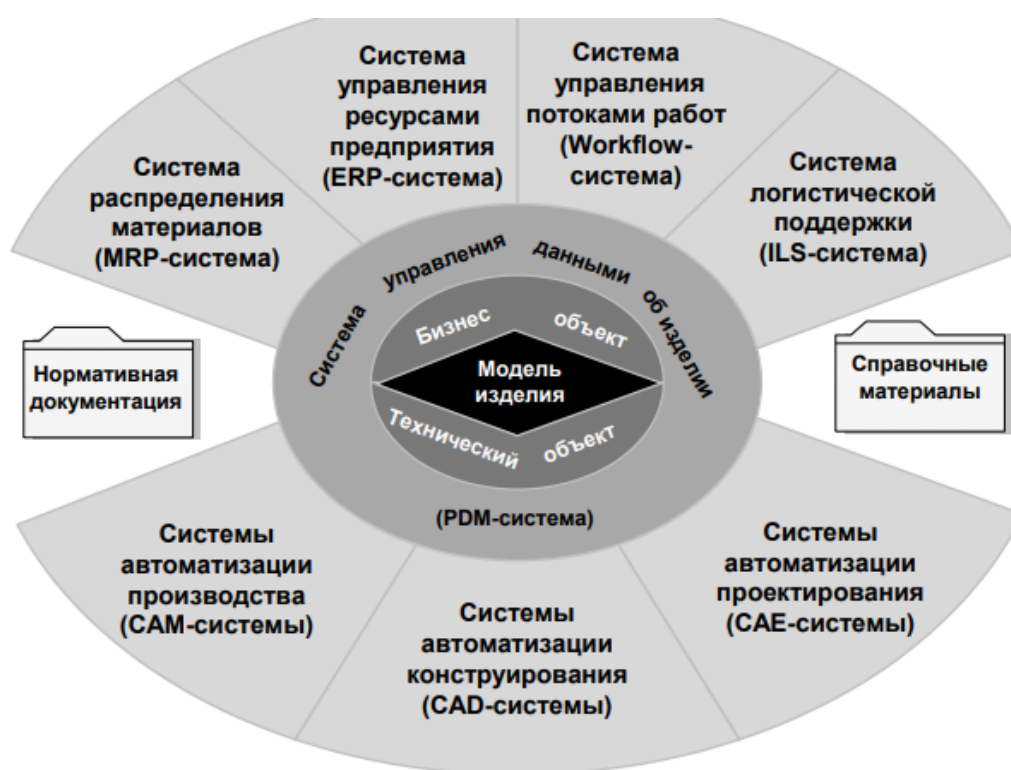 Система
управления
ресурсами
предприятия
(ERP-система)
Система
управления
потоками работ
(Workflow-
система)
Система
распределения
материалов
(MRP-система)
Система
логистической
поддержки
(ILS-система)
Система управления данными об изделии
Бизнес объект
Модель
изделия
Технический объект
(PDM-система)
Нормативная
документация
Справочные
материалы
Системы
автоматизации
производства
(CAM-системы)
Системы
автоматизации
конструирования
(CAD-системы)
Системы
автоматизации
проектирования
(CAE-системы)